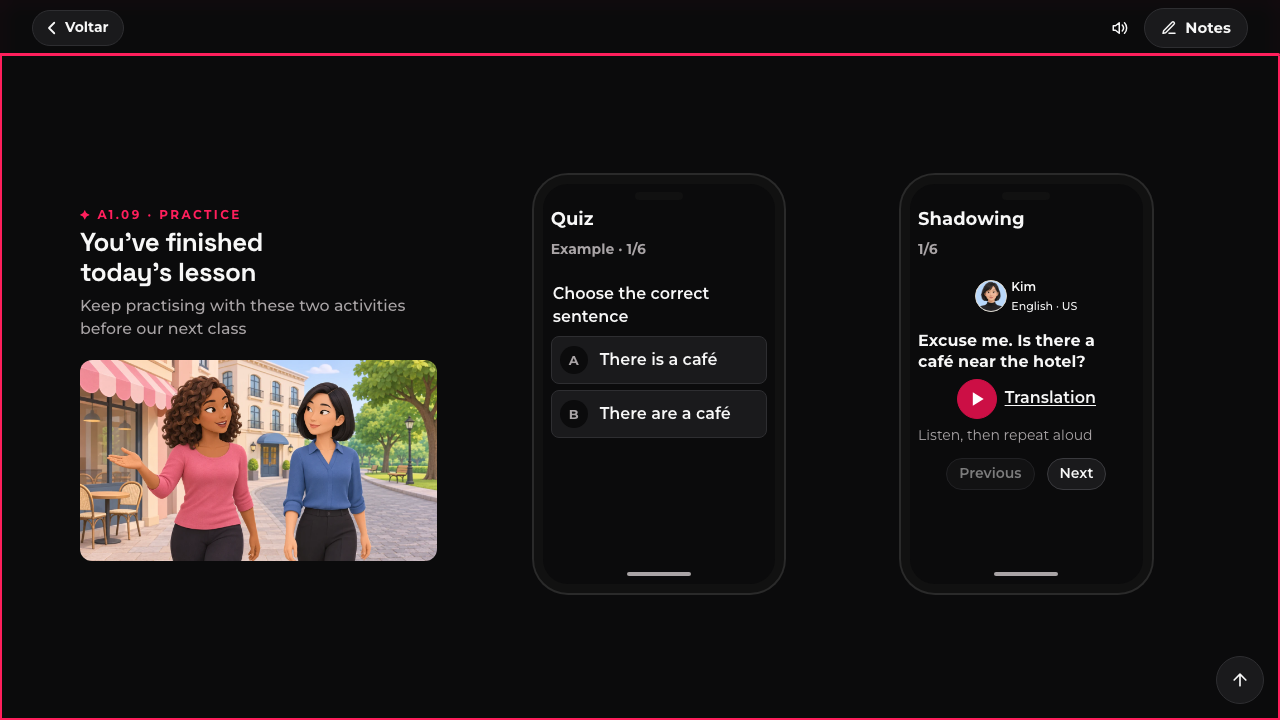 Voltar
Notes
A1.09 · PRACTICE
You've finished
today's lesson
Keep practising with these two activities
before our next class
Quiz
Example · 1/6
Choose the correct
sentence
A There is a café
B There are a café
Shadowing
1/6
Kim
English · US
Excuse me. Is there a
café near the hotel?
Translation
Listen, then repeat aloud
Previous Next